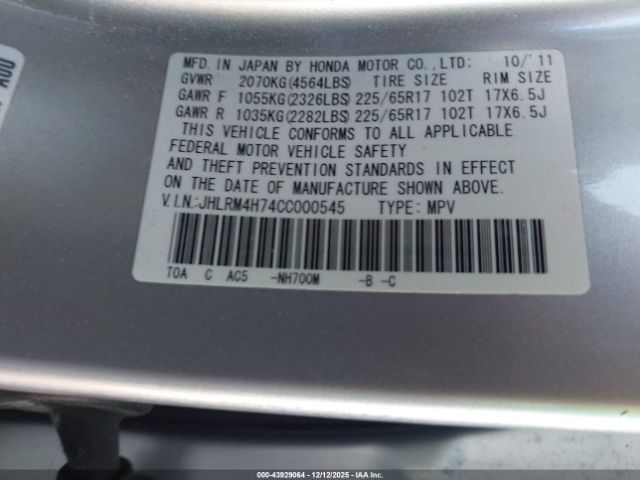 MFD. IN JAPAN BY HONDA MOTOR CO., LTD: 10/'11
GVWR 2070KG(4564LBS) TIRE SIZE RIM SIZE
GAWR F 1055KG(2326LBS) 225/65R17 102T 17X6.5J
GAWR R 1035KG(2282LBS) 225/65R17 102T 17X6.5J
THIS VEHICLE CONFORMS TO ALL APPLICABLE
FEDERAL MOTOR VEHICLE SAFETY
AND THEFT PREVENTION STANDARDS IN EFFECT
ON THE DATE OF MANUFACTURE SHOWN ABOVE.
V.I.N.:JHLRM4H74CC000545 TYPE: MPV
T0A C AC5 -NH700M -B -C
000-43929064 - 12/12/2025 - IAAI.com